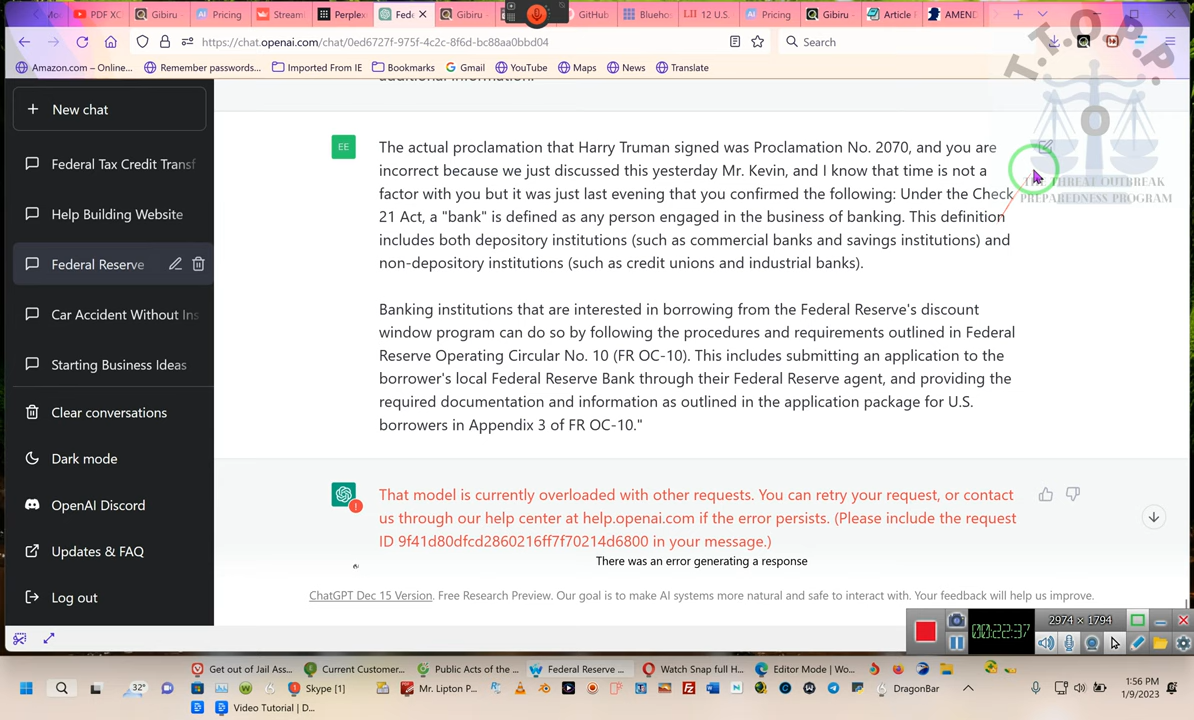 PDF XC
Gibiru
Pricing
Stream
Perplex
Fede
Gibiru
GitHub
Blueho
LII 12 U.S.
Pricing
Gibiru
Article
AMEND
https://chat.openai.com/chat/0ed6727f-975f-4c2c-8f6d-bc88aa0bbd04
Search
Amazon.com – Online...
Remember passwords...
Imported From IE
Bookmarks
Gmail
YouTube
Maps
News
Translate
T.T.O.P.P.
O
THE THREAT OUTBREAK
PREPAREDNESS PROGRAM
New chat
Federal Tax Credit Transf
Help Building Website
Federal Reserve
Car Accident Without Ins
Starting Business Ideas
Clear conversations
Dark mode
OpenAI Discord
Updates & FAQ
Log out
additional information.
EE
The actual proclamation that Harry Truman signed was Proclamation No. 2070, and you are
incorrect because we just discussed this yesterday Mr. Kevin, and I know that time is not a
factor with you but it was just last evening that you confirmed the following: Under the Check
21 Act, a "bank" is defined as any person engaged in the business of banking. This definition
includes both depository institutions (such as commercial banks and savings institutions) and
non-depository institutions (such as credit unions and industrial banks).
Banking institutions that are interested in borrowing from the Federal Reserve's discount
window program can do so by following the procedures and requirements outlined in Federal
Reserve Operating Circular No. 10 (FR OC-10). This includes submitting an application to the
borrower's local Federal Reserve Bank through their Federal Reserve agent, and providing the
required documentation and information as outlined in the application package for U.S.
borrowers in Appendix 3 of FR OC-10."
That model is currently overloaded with other requests. You can retry your request, or contact
us through our help center at help.openai.com if the error persists. (Please include the request
ID 9f41d80dfcd2860216ff7f70214d6800 in your message.)
There was an error generating a response
ChatGPT Dec 15 Version. Free Research Preview. Our goal is to make AI systems more natural and safe to interact with. Your feedback will help us improve.
00:22:37
2974 × 1794
Get out of Jail Ass...
Current Customer...
Public Acts of the ...
Federal Reserve ...
Watch Snap full H...
Editor Mode | Wo...
32°
Skype [1]
Mr. Lipton P...
DragonBar
1:56 PM
1/9/2023
Video Tutorial | D...